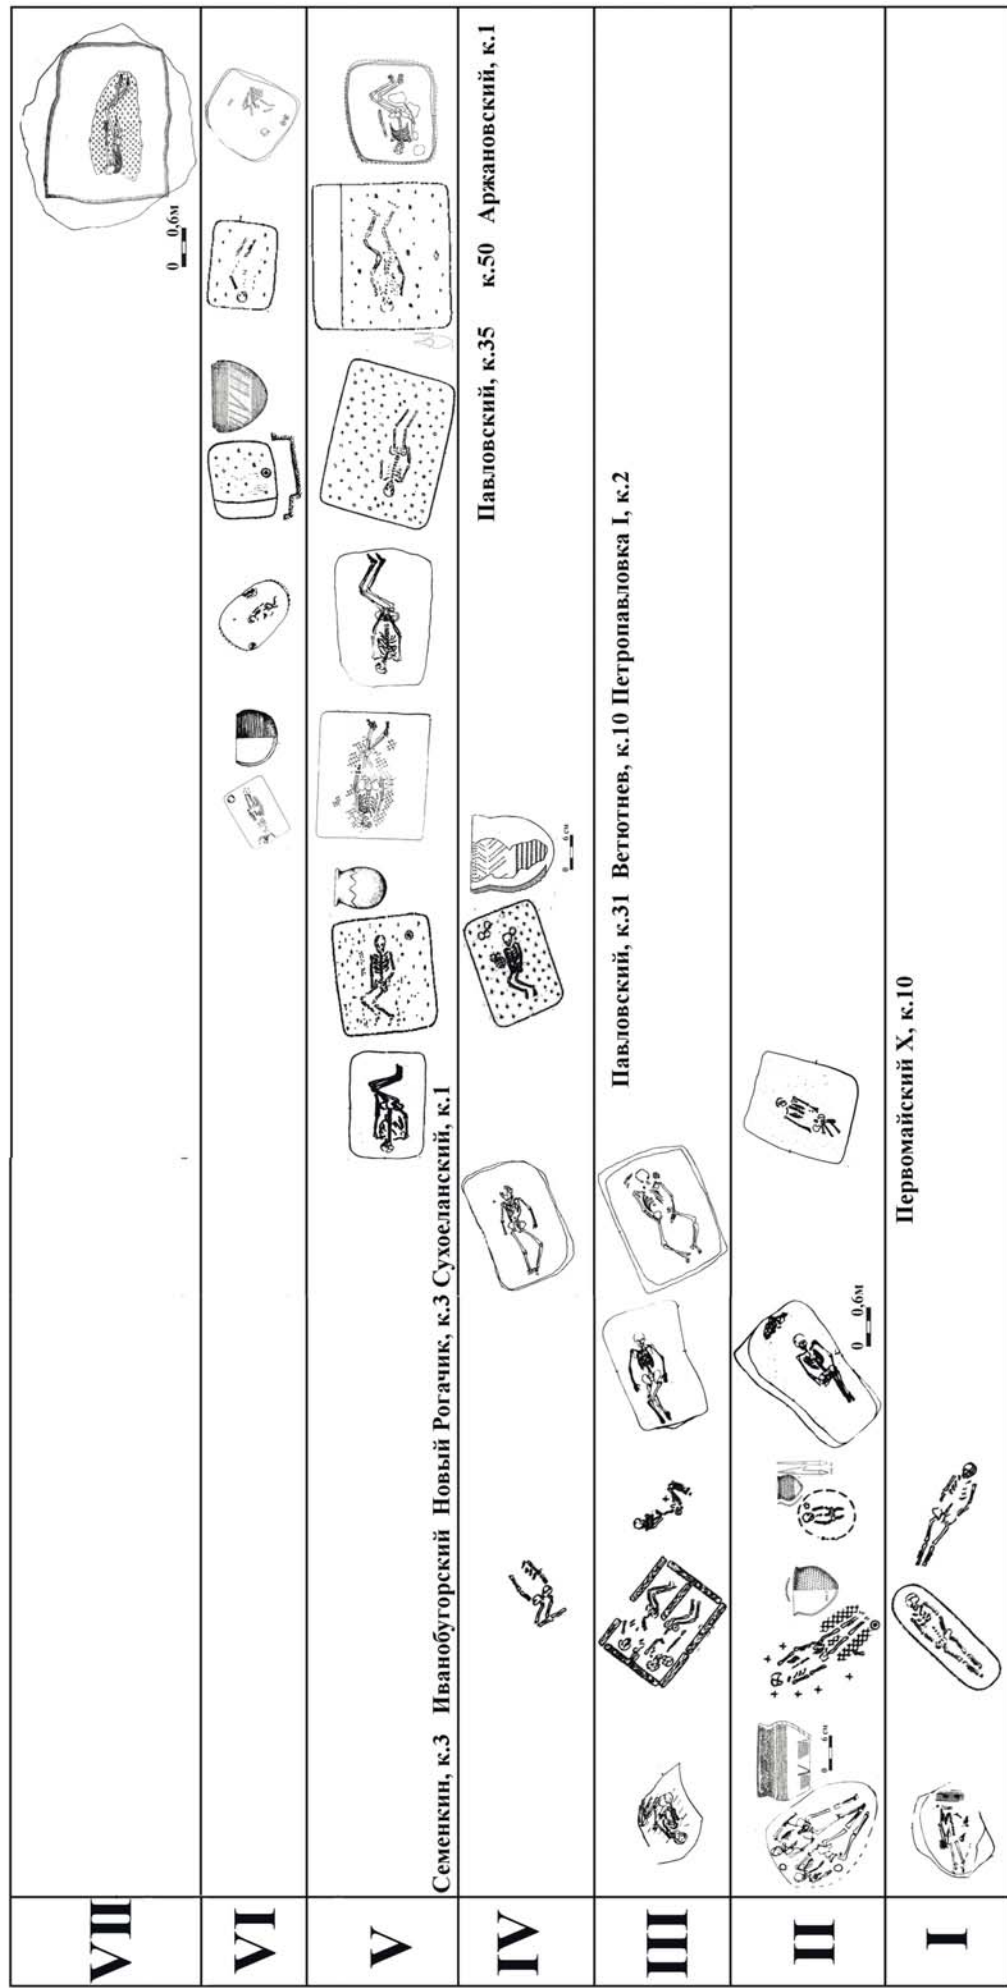 VII
0 0,6м
VI
V
Семенкин, к.3 Иванобугорский Новый Рогачик, к.3 Сухоеланский, к.1
IV
Павловский, к.35 к.50 Аржановский, к.1
0 6 см
III
Павловский, к.31 Ветютнев, к.10 Петропавловка I, к.2
II
0 6 см
0 0,6м
I
Первомайский X, к.10